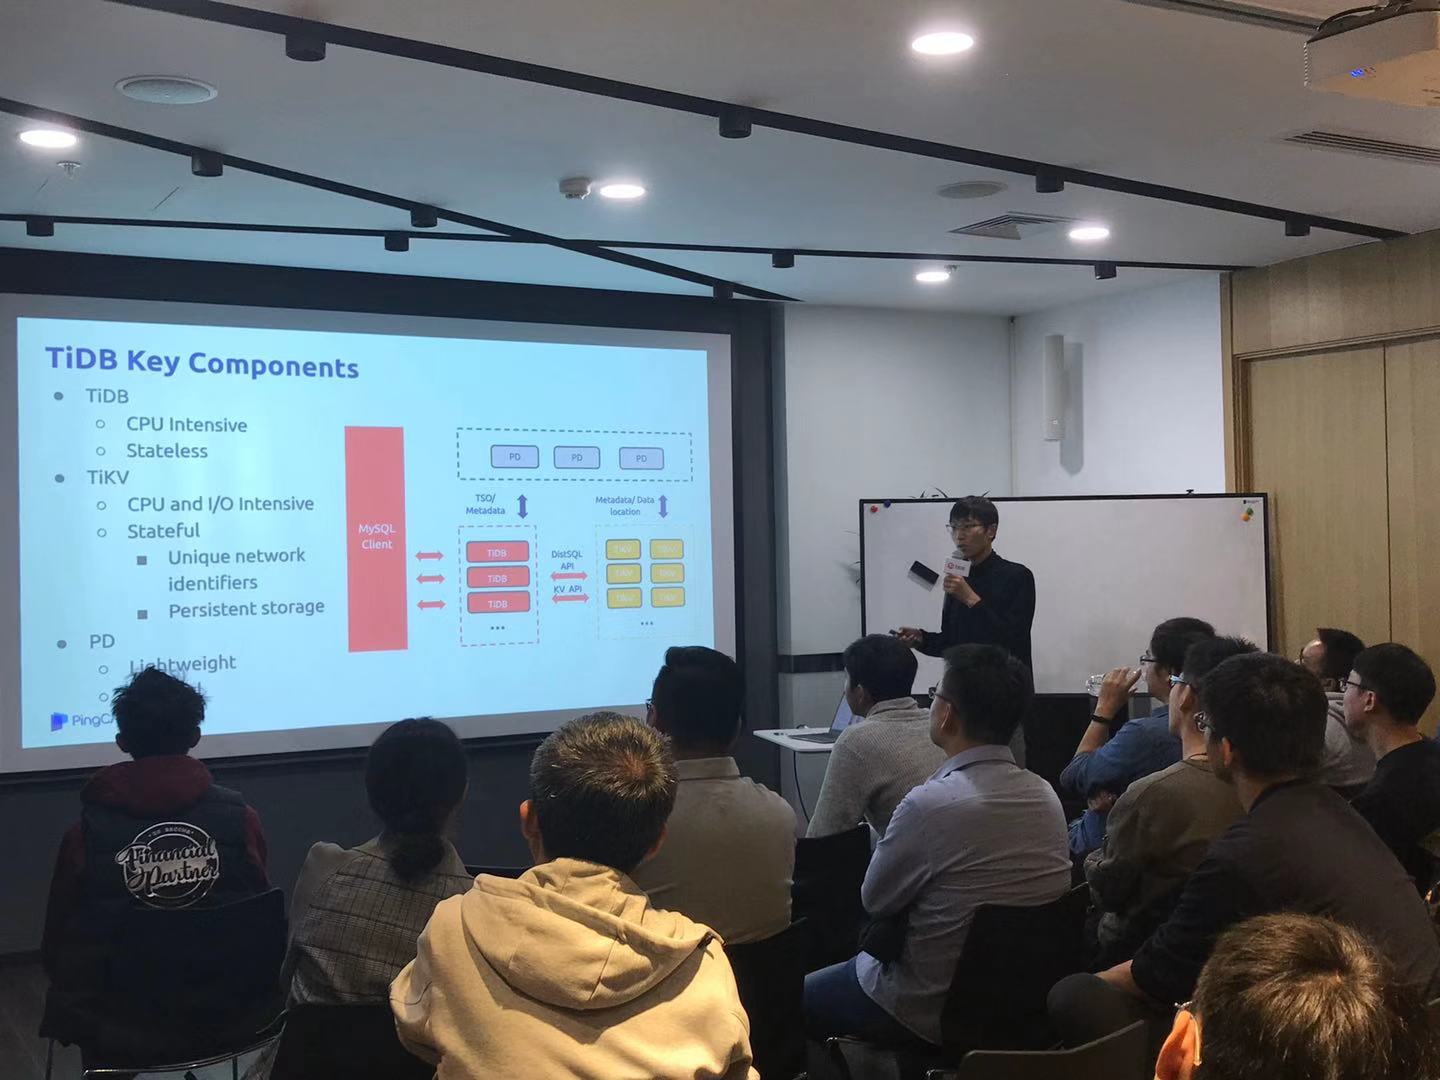 TiDB Key Components
TiDB
CPU Intensive
Stateless
TiKV
CPU and I/O Intensive
Stateful
Unique network
identifiers
Persistent storage
PD
Lightweight
PingCA
MySQL
Client
PD PD PD
TSO/
Metadata
Metadata/ Data
location
TiDB
TiDB
TiDB
...
DistSQL
API
KV API
TiKV TiKV
TiKV TiKV
TiKV TiKV
...
Financial
Partner